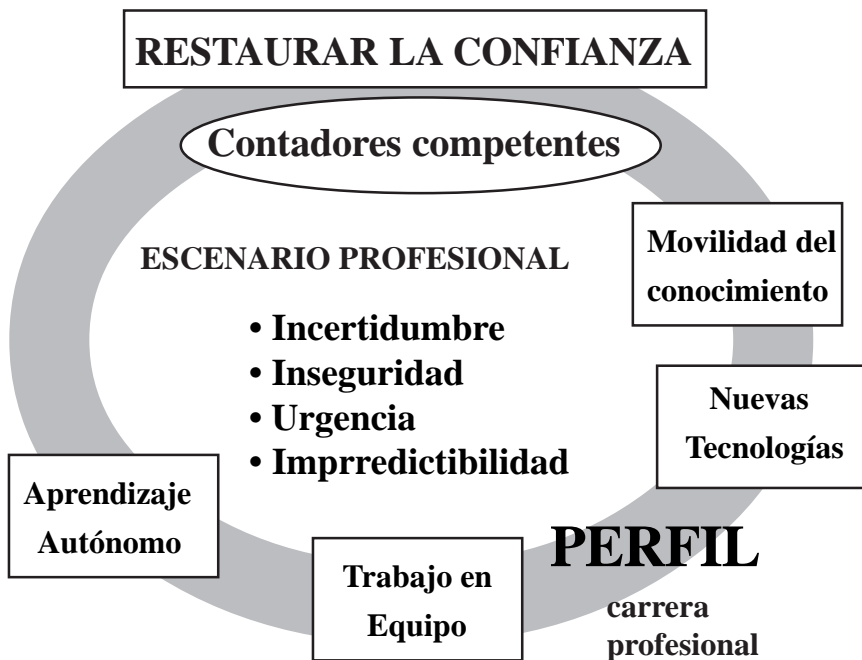 RESTAURAR LA CONFIANZA
Contadores competentes
ESCENARIO PROFESIONAL
• Incertidumbre
• Inseguridad
• Urgencia
• Imprredictibilidad
Movilidad del
conocimiento
Nuevas
Tecnologías
Aprendizaje
Autónomo
Trabajo en
Equipo
PERFIL
carrera
profesional